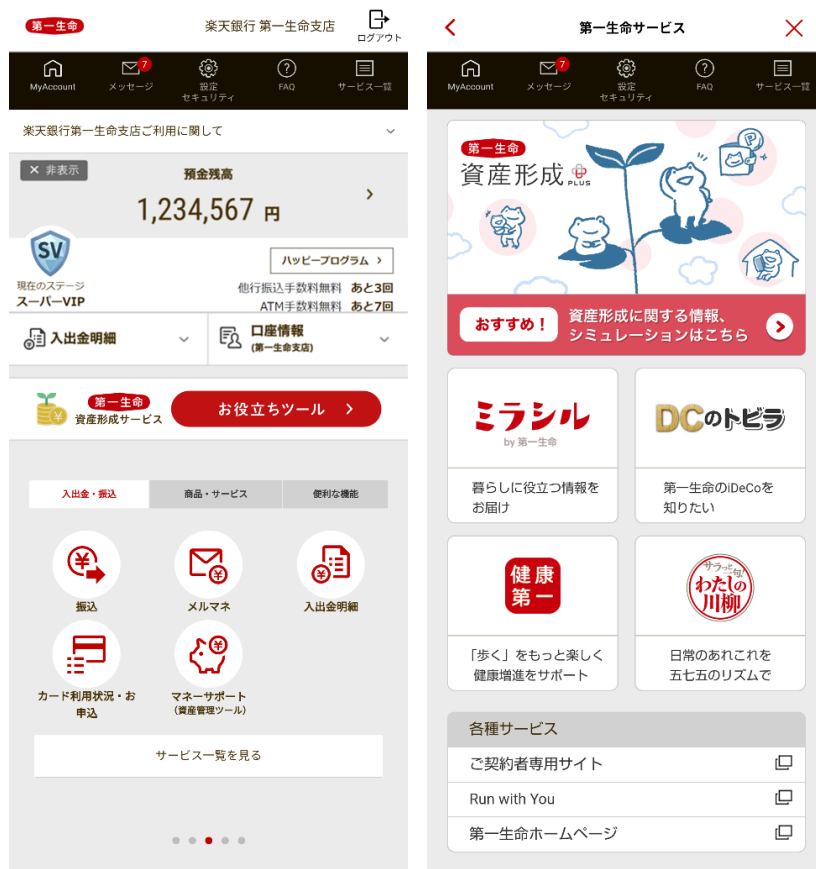 第一生命
楽天銀行 第一生命支店
ログアウト
MyAccount
メッセージ
7
設定
セキュリティ
FAQ
サービス一覧
楽天銀行第一生命支店ご利用に関して
× 非表示
預金残高
1,234,567 円
SV
現在のステージ
スーパーVIP
ハッピープログラム
他行振込手数料無料 あと3回
ATM手数料無料 あと7回
入出金明細
口座情報
(第一生命支店)
第一生命
資産形成サービス
お役立ちツール
入出金・振込
商品・サービス
便利な機能
振込
メルマネ
入出金明細
カード利用状況・お
申込
マネーサポート
(資産管理ツール)
サービス一覧を見る
第一生命サービス
MyAccount
メッセージ
7
設定
セキュリティ
FAQ
サービス一覧
第一生命
資産形成 PLUS
P
おすすめ！
資産形成に関する情報、
シミュレーションはこちら
ミラシル
by 第一生命
暮らしに役立つ情報を
お届け
DCのトビラ
第一生命のiDeCoを
知りたい
健康
第一
「歩く」をもっと楽しく
健康増進をサポート
サラッと一句!
わたしの
川柳
日常のあれこれを
五七五のリズムで
各種サービス
ご契約者専用サイト
Run with You
第一生命ホームページ